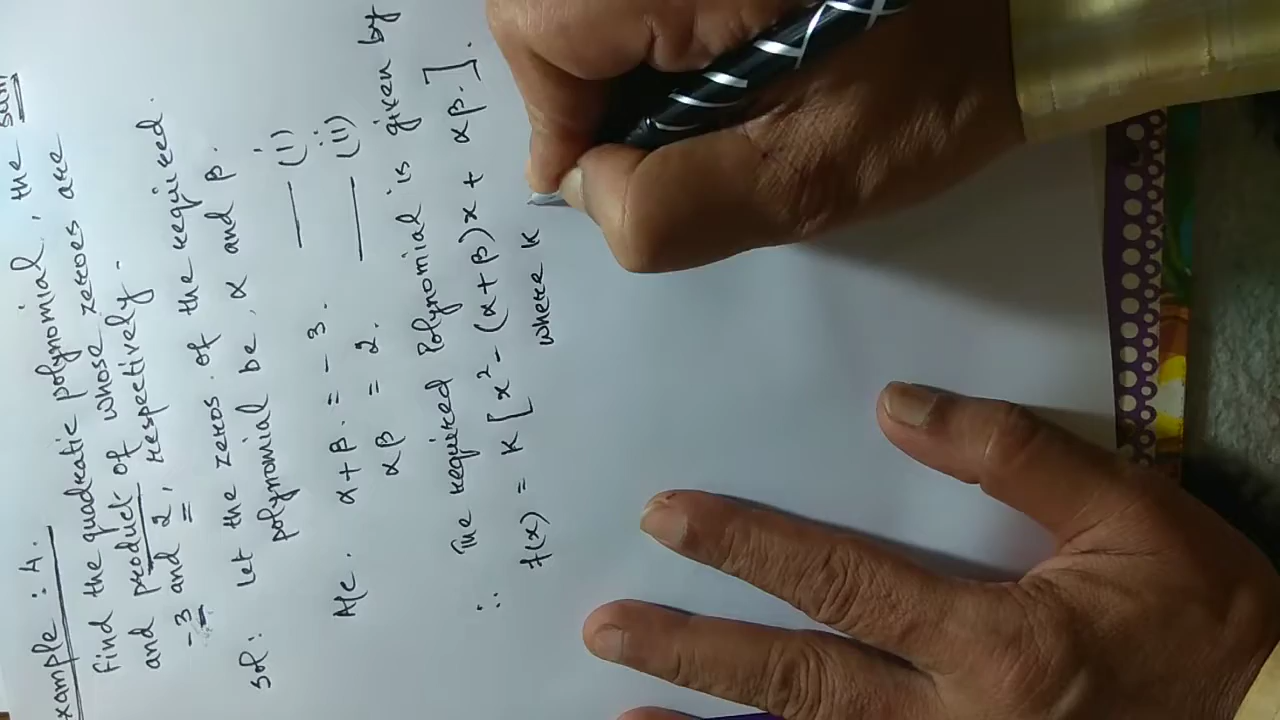 xample : 4.
Find the quadratic polynomial, the sum
and product of whose zeroes are
-3 and 2, respectively.
Sol: Let the zeros of the required
polynomial be, α and β.
A/c. α + β. = - 3. —— (i)
αβ = 2. —— (ii)
∴ The required Polynomial is given by
f(x) = K [ x² - (α + β) x + αβ. ].
where K